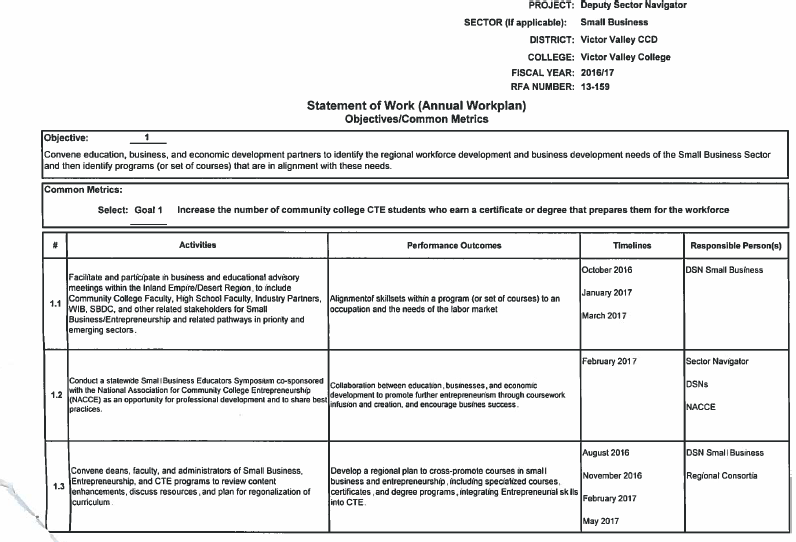 PROJECT: Deputy Sector Navigator
SECTOR (If applicable): Small Business
DISTRICT: Victor Valley CCD
COLLEGE: Victor Valley College
FISCAL YEAR: 2016/17
RFA NUMBER: 13-159
Statement of Work (Annual Workplan)
Objectives/Common Metrics
Objective: 1
Convene education, business, and economic development partners to identify the regional workforce development and business development needs of the Small Business Sector
and then identify programs (or set of courses) that are in alignment with these needs.
Common Metrics:
Select: Goal 1 Increase the number of community college CTE students who earn a certificate or degree that prepares them for the workforce
# Activities Performance Outcomes Timelines Responsible Person(s)
1.1
Facilitate and participate in business and educational advisory
meetings within the Inland Empire/Desert Region, to include
Community College Faculty, High School Faculty, Industry Partners,
WIB, SBDC, and other related stakeholders for Small
Business/Entrepreneurship and related pathways in priority and
emerging sectors.
Alignmentof skillsets within a program (or set of courses) to an
occupation and the needs of the labor market
October 2016
January 2017
March 2017
DSN Small Business
1.2
Conduct a statewide Small Business Educators Symposium co-sponsored
with the National Association for Community College Entrepreneurship
(NACCE) as an opportunity for professional development and to share best
practices.
Collaboration between education, businesses, and economic
development to promote further entrepreneurism through coursework
infusion and creation, and encourage busines success.
February 2017
Sector Navigator
DSNs
NACCE
1.3
Convene deans, faculty, and administrators of Small Business,
Entrepreneurship, and CTE programs to review content
enhancements, discuss resources, and plan for regonalization of
curriculum.
Develop a regional plan to cross-promote courses in small
business and entrepreneurship, including specialized courses,
certificates, and degree programs, integrating Entrepreneurial skills
into CTE.
August 2016
November 2016
February 2017
May 2017
DSN Small Business
Regional Consortia